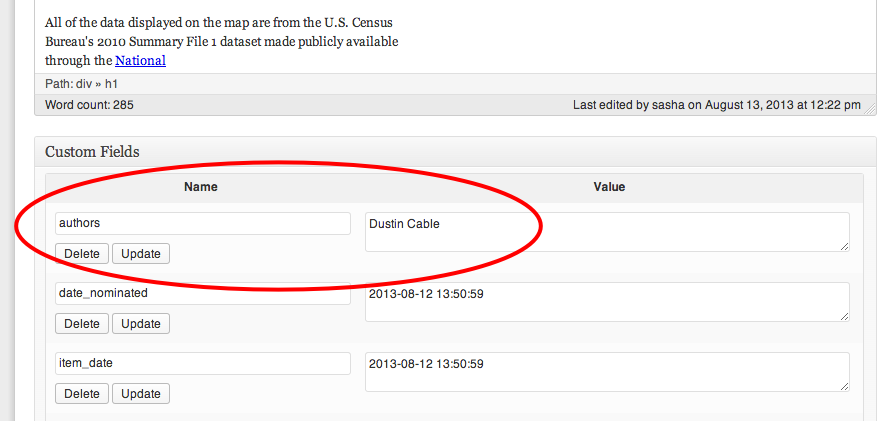 All of the data displayed on the map are from the U.S. Census
Bureau's 2010 Summary File 1 dataset made publicly available
through the National
Path: div » h1
Word count: 285 Last edited by sasha on August 13, 2013 at 12:22 pm
Custom Fields
Name Value
authors Dustin Cable
Delete Update
date_nominated 2013-08-12 13:50:59
Delete Update
item_date 2013-08-12 13:50:59
Delete Update